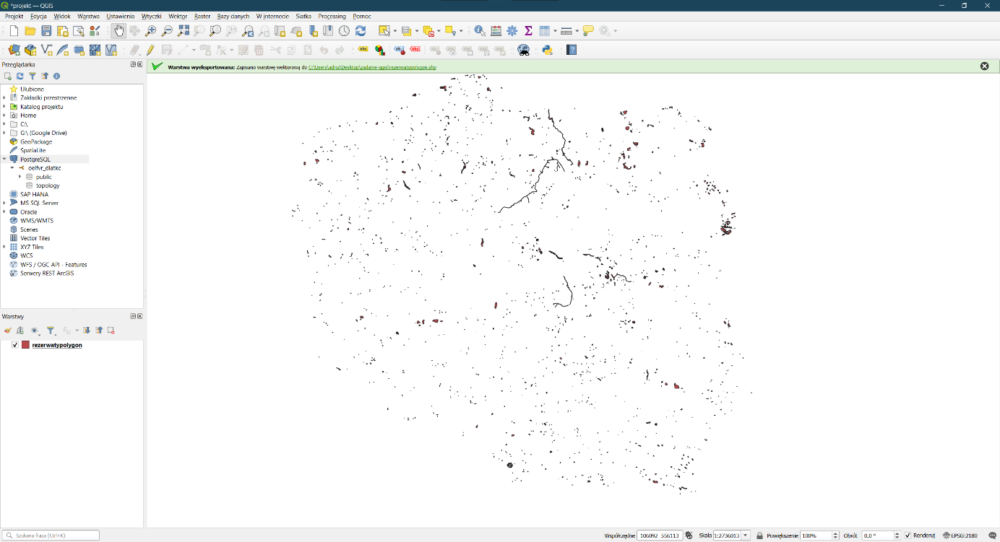 *projekt — QGIS
Projekt Edycja Widok Warstwa Ustawienia Wtyczki Wektor Raster Bazy danych W internecie Siatka Processing Pomoc
Przeglądarka
Warstwa wyeksportowana: Zapisano warstwę wektorową do C:\Users\adria\Desktop\zadanie-qgis\rezerwatypolygon.shp
Ulubione
Zakładki przestrzenne
Katalog projektu
Home
C:\
G:\ (Google Drive)
GeoPackage
SpatiaLite
PostgreSQL
oelfvr_dlatkc
public
topology
SAP HANA
MS SQL Server
Oracle
WMS/WMTS
Scenes
Vector Tiles
XYZ Tiles
WCS
WFS / OGC API - Features
Serwery REST ArcGIS
Warstwy
rezerwatypolygon
Szukana fraza (Ctrl+K)
Współrzędne 106092 556113 Skala 1:2736013 Powiększenie 100% Obrót 0,0 ° Renderuj EPSG:2180